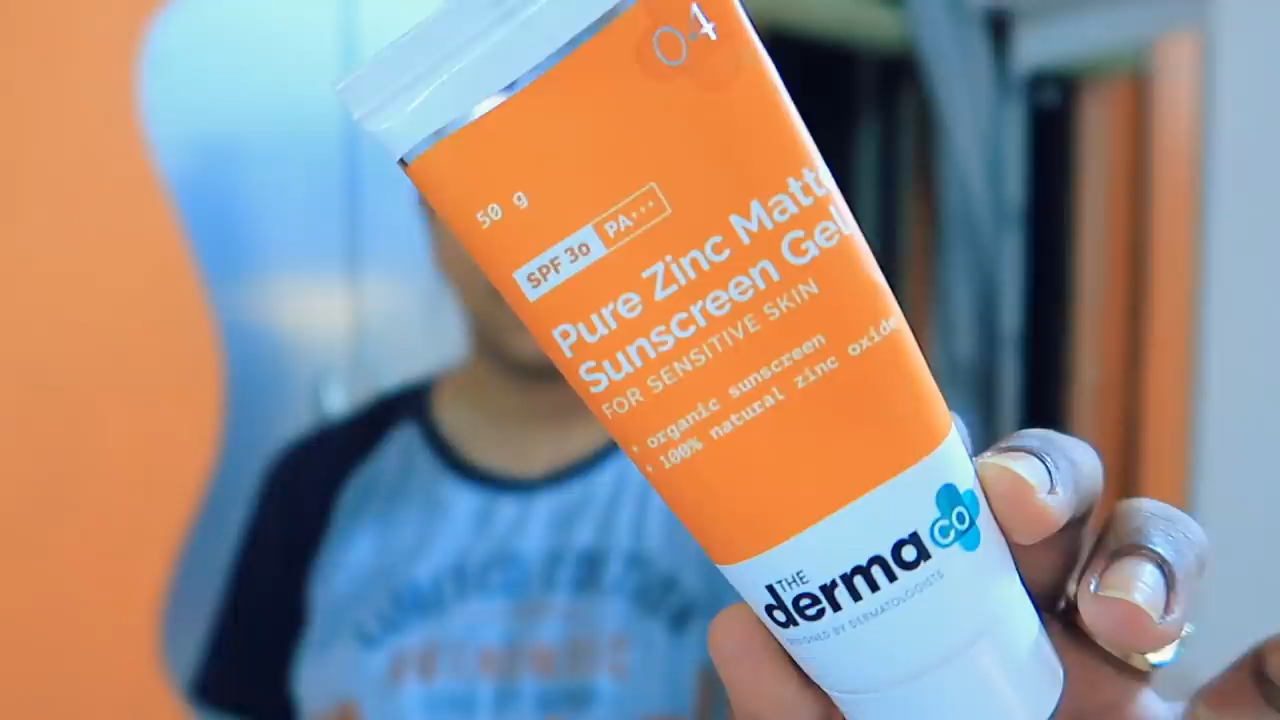 04
50 g
SPF 30 PA+++
Pure Zinc Matte
Sunscreen Gel
FOR SENSITIVE SKIN
• organic sunscreen
• 100% natural zinc oxide
THE
derma co
DESIGNED BY DERMATOLOGISTS